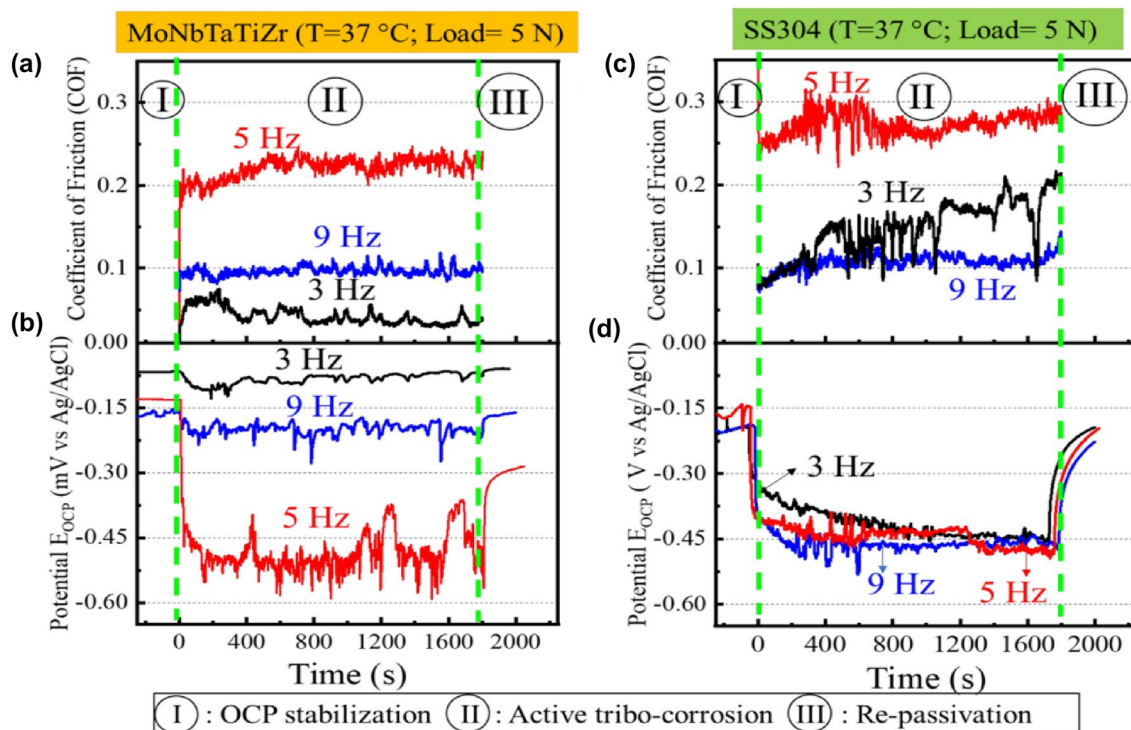 MoNbTaTiZr (T=37 °C; Load= 5 N)
SS304 (T=37 °C; Load= 5 N)
(a)
Coefficient of Friction (COF)
0.3
0.2
0.1
0.00
I
II
III
5 Hz
9 Hz
3 Hz
(c)
Coefficient of Friction (COF)
0.3
0.2
0.1
0.00
I
II
III
5 Hz
3 Hz
9 Hz
(b)
Potential EOCP (mV vs Ag/AgCl)
-0.15
-0.30
-0.45
-0.60
3 Hz
9 Hz
5 Hz
0 400 800 1200 1600 2000
Time (s)
(d)
Potential EOCP ( V vs Ag/AgCl)
-0.15
-0.30
-0.45
-0.60
3 Hz
9 Hz
5 Hz
0 400 800 1200 1600 2000
Time (s)
I : OCP stabilization II : Active tribo-corrosion III : Re-passivation